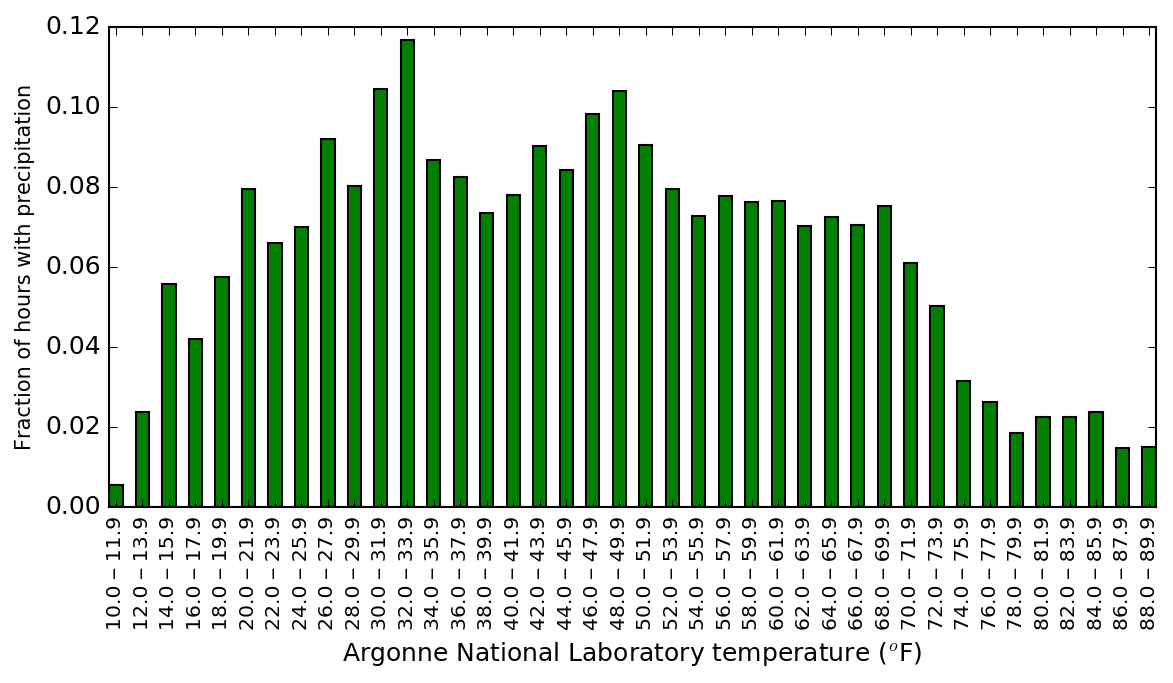 0.12
0.10
0.08
0.06
0.04
0.02
0.00
Fraction of hours with precipitation
10.0 − 11.9
12.0 − 13.9
14.0 − 15.9
16.0 − 17.9
18.0 − 19.9
20.0 − 21.9
22.0 − 23.9
24.0 − 25.9
26.0 − 27.9
28.0 − 29.9
30.0 − 31.9
32.0 − 33.9
34.0 − 35.9
36.0 − 37.9
38.0 − 39.9
40.0 − 41.9
42.0 − 43.9
44.0 − 45.9
46.0 − 47.9
48.0 − 49.9
50.0 − 51.9
52.0 − 53.9
54.0 − 55.9
56.0 − 57.9
58.0 − 59.9
60.0 − 61.9
62.0 − 63.9
64.0 − 65.9
66.0 − 67.9
68.0 − 69.9
70.0 − 71.9
72.0 − 73.9
74.0 − 75.9
76.0 − 77.9
78.0 − 79.9
80.0 − 81.9
82.0 − 83.9
84.0 − 85.9
86.0 − 87.9
88.0 − 89.9
Argonne National Laboratory temperature (°F)